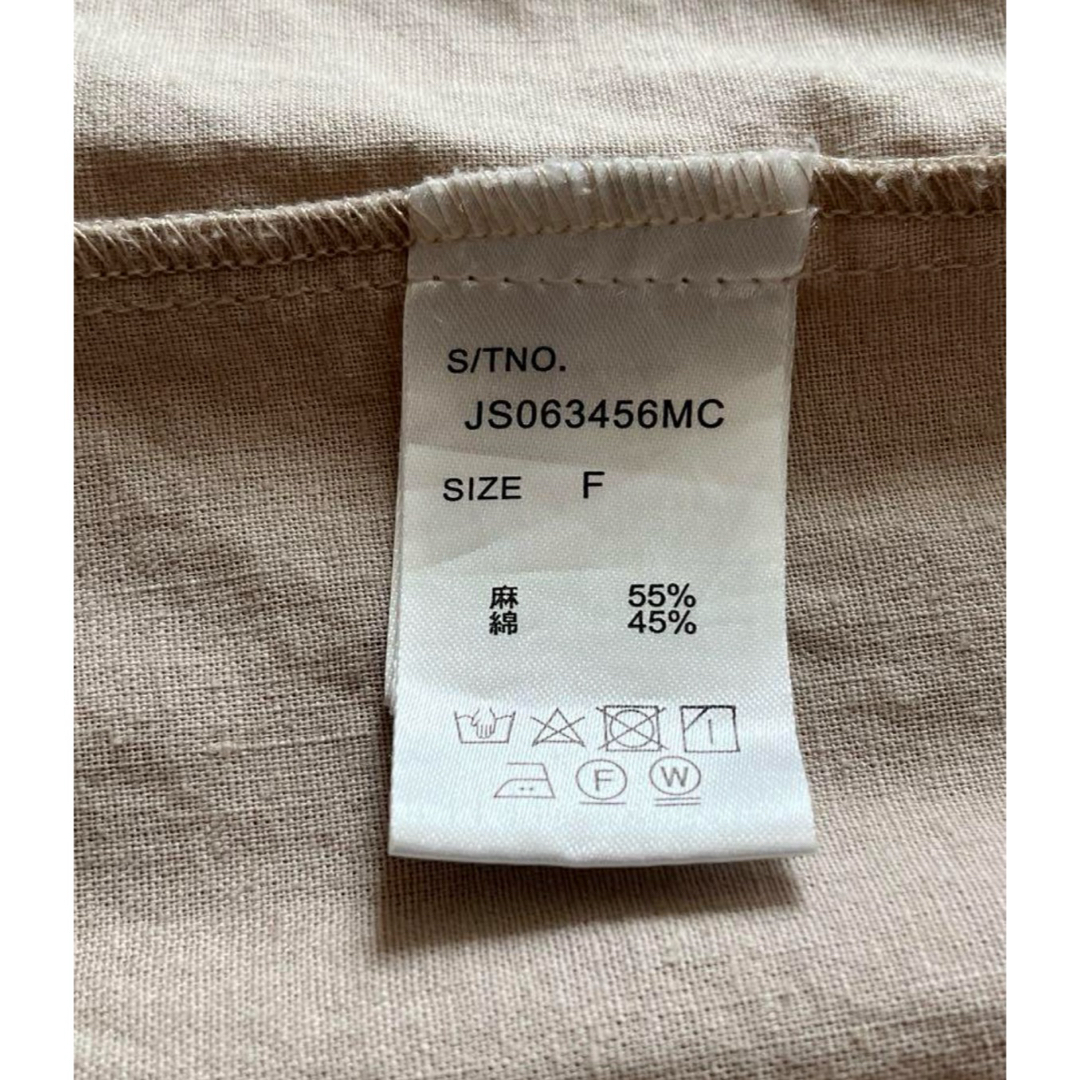 S/TNO.
JS063456MC
SIZE F
麻 55%
綿 45%
F W